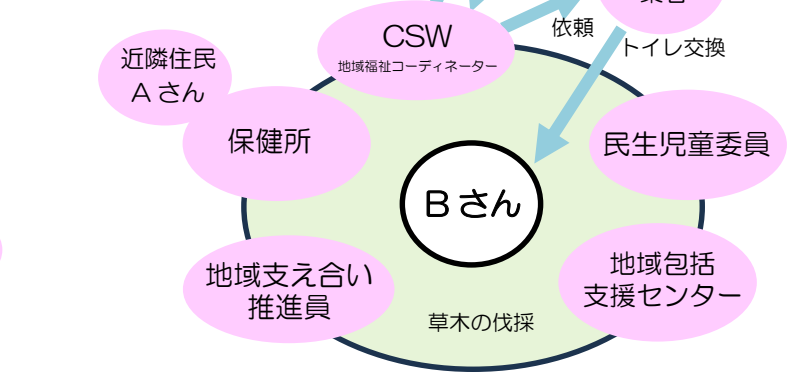 CSW
地域福祉コーディネーター
依頼
トイレ交換
近隣住民
Aさん
保健所
民生児童委員
Bさん
地域支え合い
推進員
地域包括
支援センター
草木の伐採